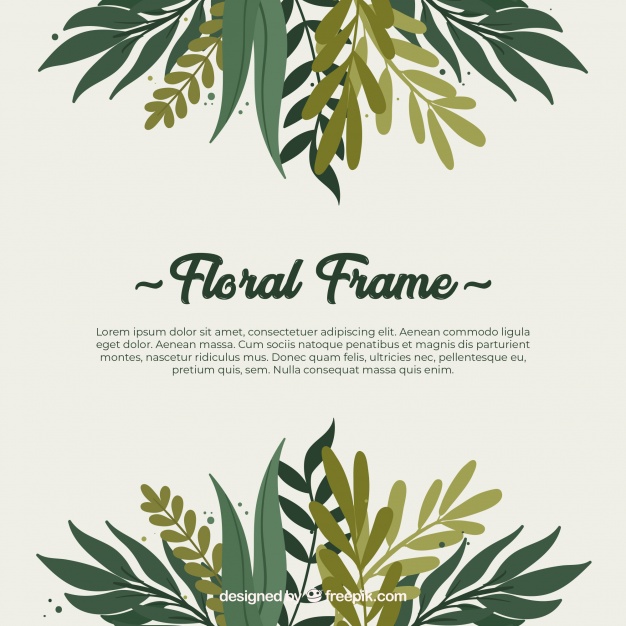 ~Floral Frame~
Lorem ipsum dolor sit amet, consectetuer adipiscing elit. Aenean commodo ligula
eget dolor. Aenean massa. Cum sociis natoque penatibus et magnis dis parturient
montes, nascetur ridiculus mus. Donec quam felis, ultricies nec, pellentesque eu,
pretium quis, sem. Nulla consequat massa quis enim.
designed by freepik.com